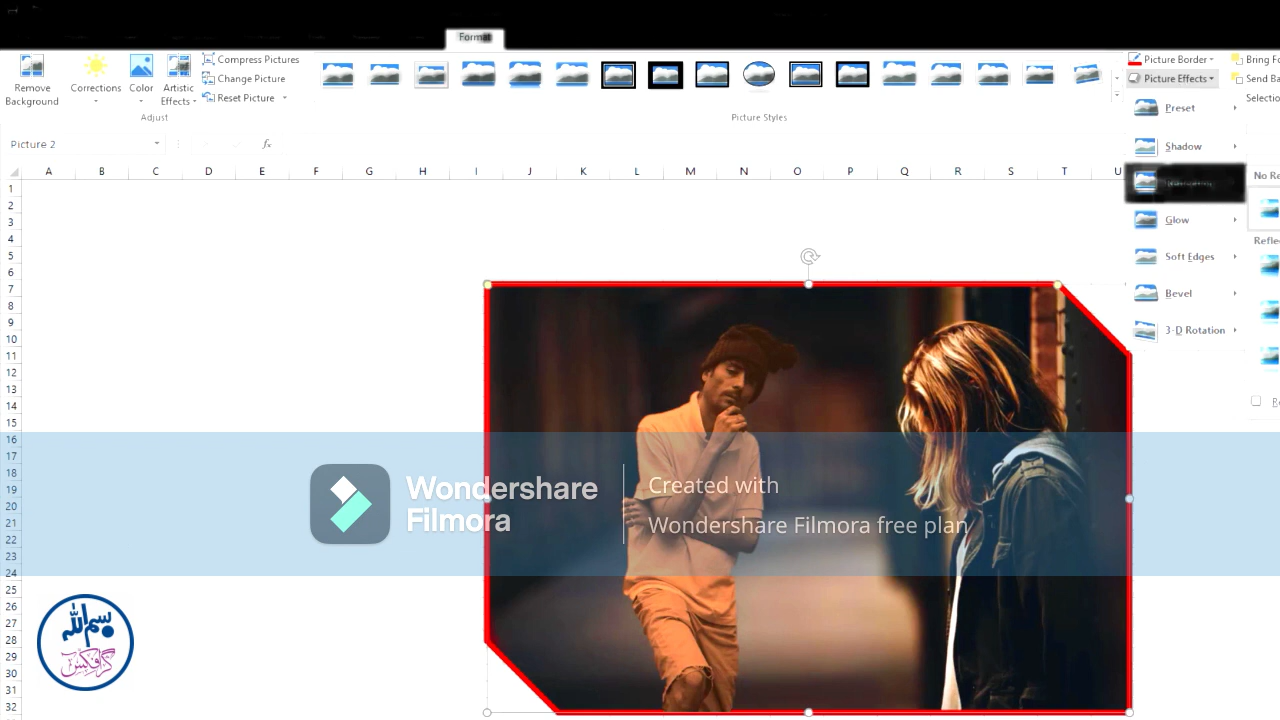 Format
Remove
Background
Corrections
Color
Artistic
Effects
Compress Pictures
Change Picture
Reset Picture
Adjust
Picture Styles
Picture Border
Picture Effects
Bring Fo
Send Ba
Selectio
Picture 2
fx
A B C D E F G H I J K L M N O P Q R S T U
1
2
3
4
5
6
7
8
9
10
11
12
13
14
15
16
17
18
19
20
21
22
23
24
25
26
27
28
29
30
31
32
Preset
Shadow
Glow
Soft Edges
Bevel
3-D Rotation
No Re
Refle
Wondershare
Filmora
Created with
Wondershare Filmora free plan
بسم الله
گرافکس